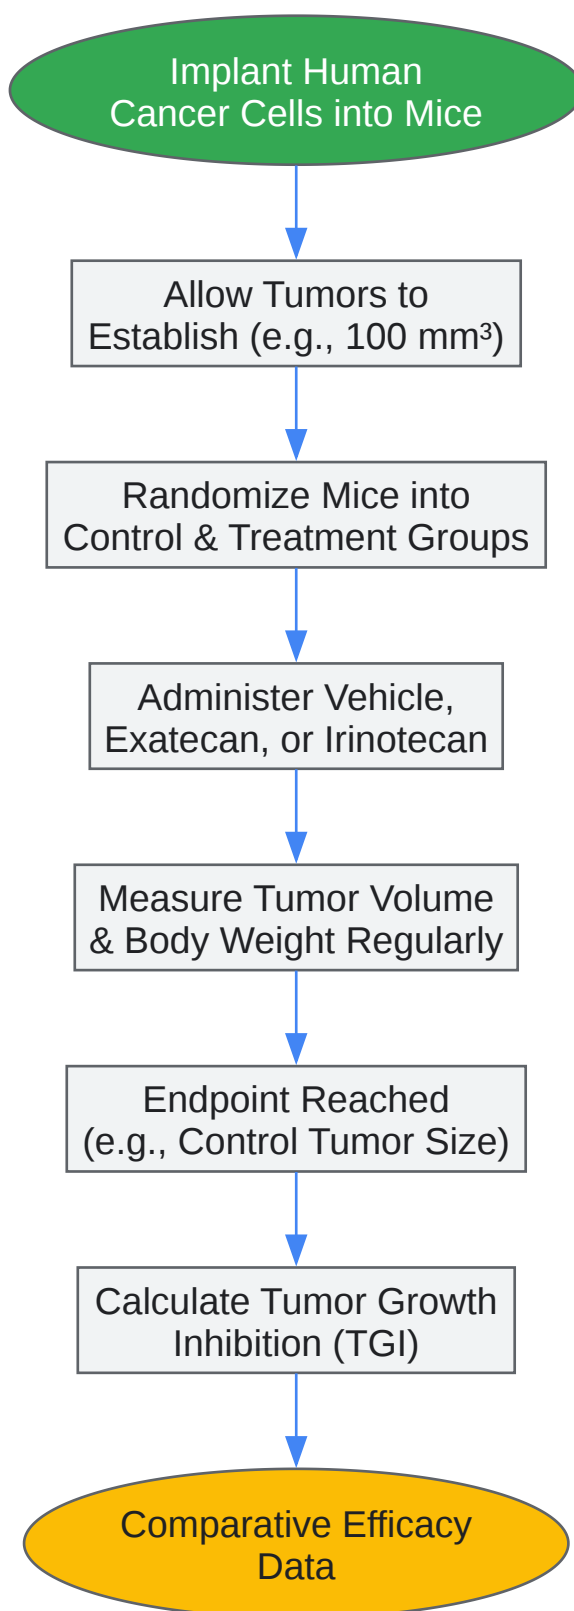 Implant Human
Cancer Cells into Mice
Allow Tumors to
Establish (e.g., 100 mm³)
Randomize Mice into
Control & Treatment Groups
Administer Vehicle,
Exatecan, or Irinotecan
Measure Tumor Volume
& Body Weight Regularly
Endpoint Reached
(e.g., Control Tumor Size)
Calculate Tumor Growth
Inhibition (TGI)
Comparative Efficacy
Data